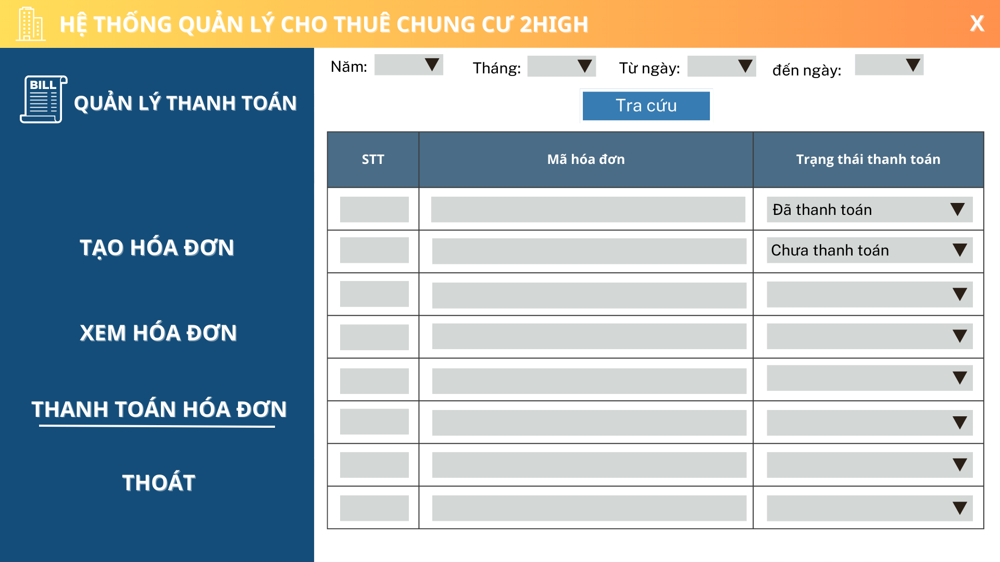 HỆ THỐNG QUẢN LÝ CHO THUÊ CHUNG CƯ 2HIGH
X
BILL
QUẢN LÝ THANH TOÁN
TẠO HÓA ĐƠN
XEM HÓA ĐƠN
THANH TOÁN HÓA ĐƠN
THOÁT
Năm: Tháng: Từ ngày: đến ngày:
Tra cứu
STT Mã hóa đơn Trạng thái thanh toán
Đã thanh toán
Chưa thanh toán